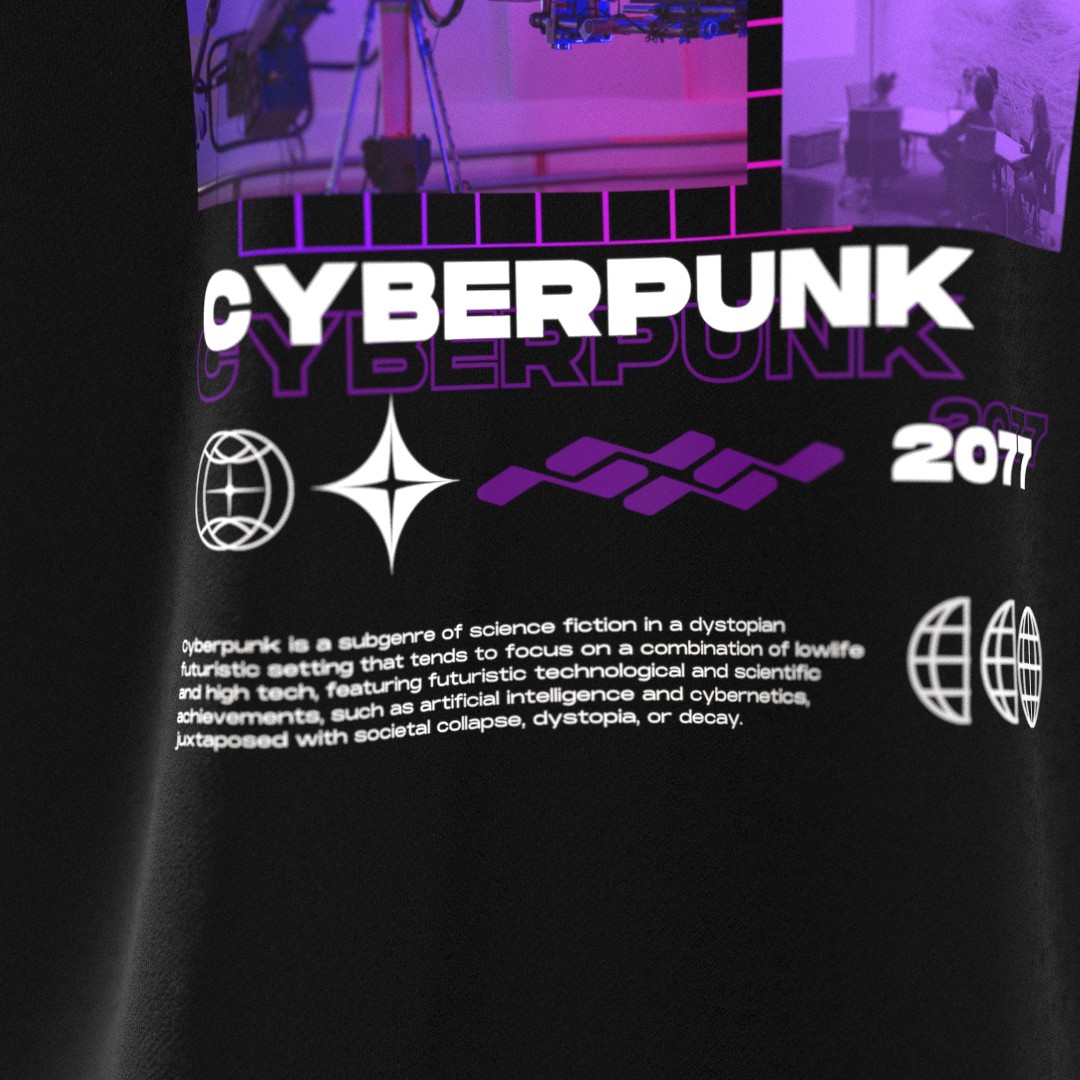 CYBERPUNK
CYBERPUNK
2077
2077
Cyberpunk is a subgenre of science fiction in a dystopian
futuristic setting that tends to focus on a combination of lowlife
and high tech, featuring futuristic technological and scientific
achievements, such as artificial intelligence and cybernetics,
juxtaposed with societal collapse, dystopia, or decay.